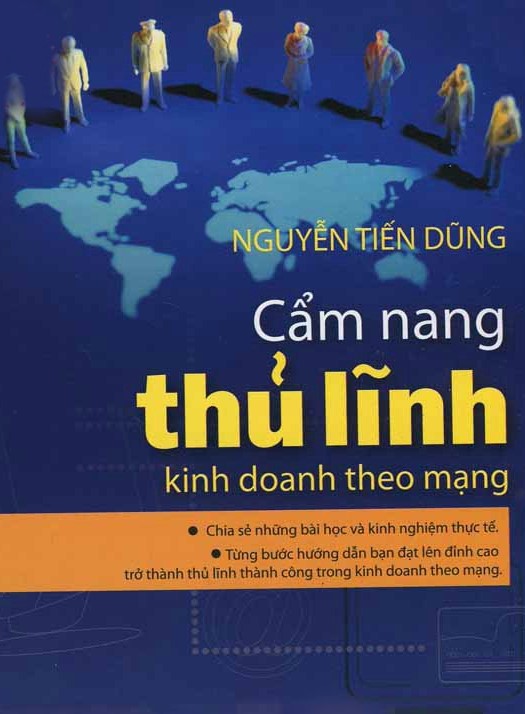 NGUYỄN TIẾN DŨNG
Cẩm nang
thủ lĩnh
kinh doanh theo mạng
● Chia sẻ những bài học và kinh nghiệm thực tế.
● Từng bước hướng dẫn bạn đạt lên đỉnh cao
trở thành thủ lĩnh thành công trong kinh doanh theo mạng.